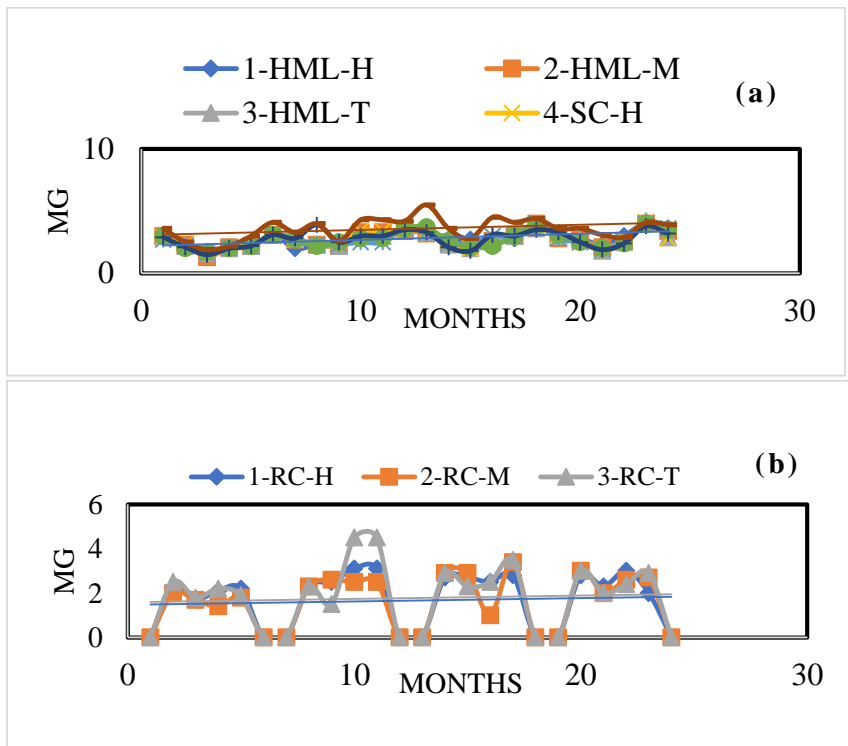 1-HML-H 2-HML-M
3-HML-T 4-SC-H
(a)
10
0
MG
0 10 20 30
MONTHS
1-RC-H 2-RC-M 3-RC-T
(b)
6
4
2
0
MG
0 10 20 30
MONTHS